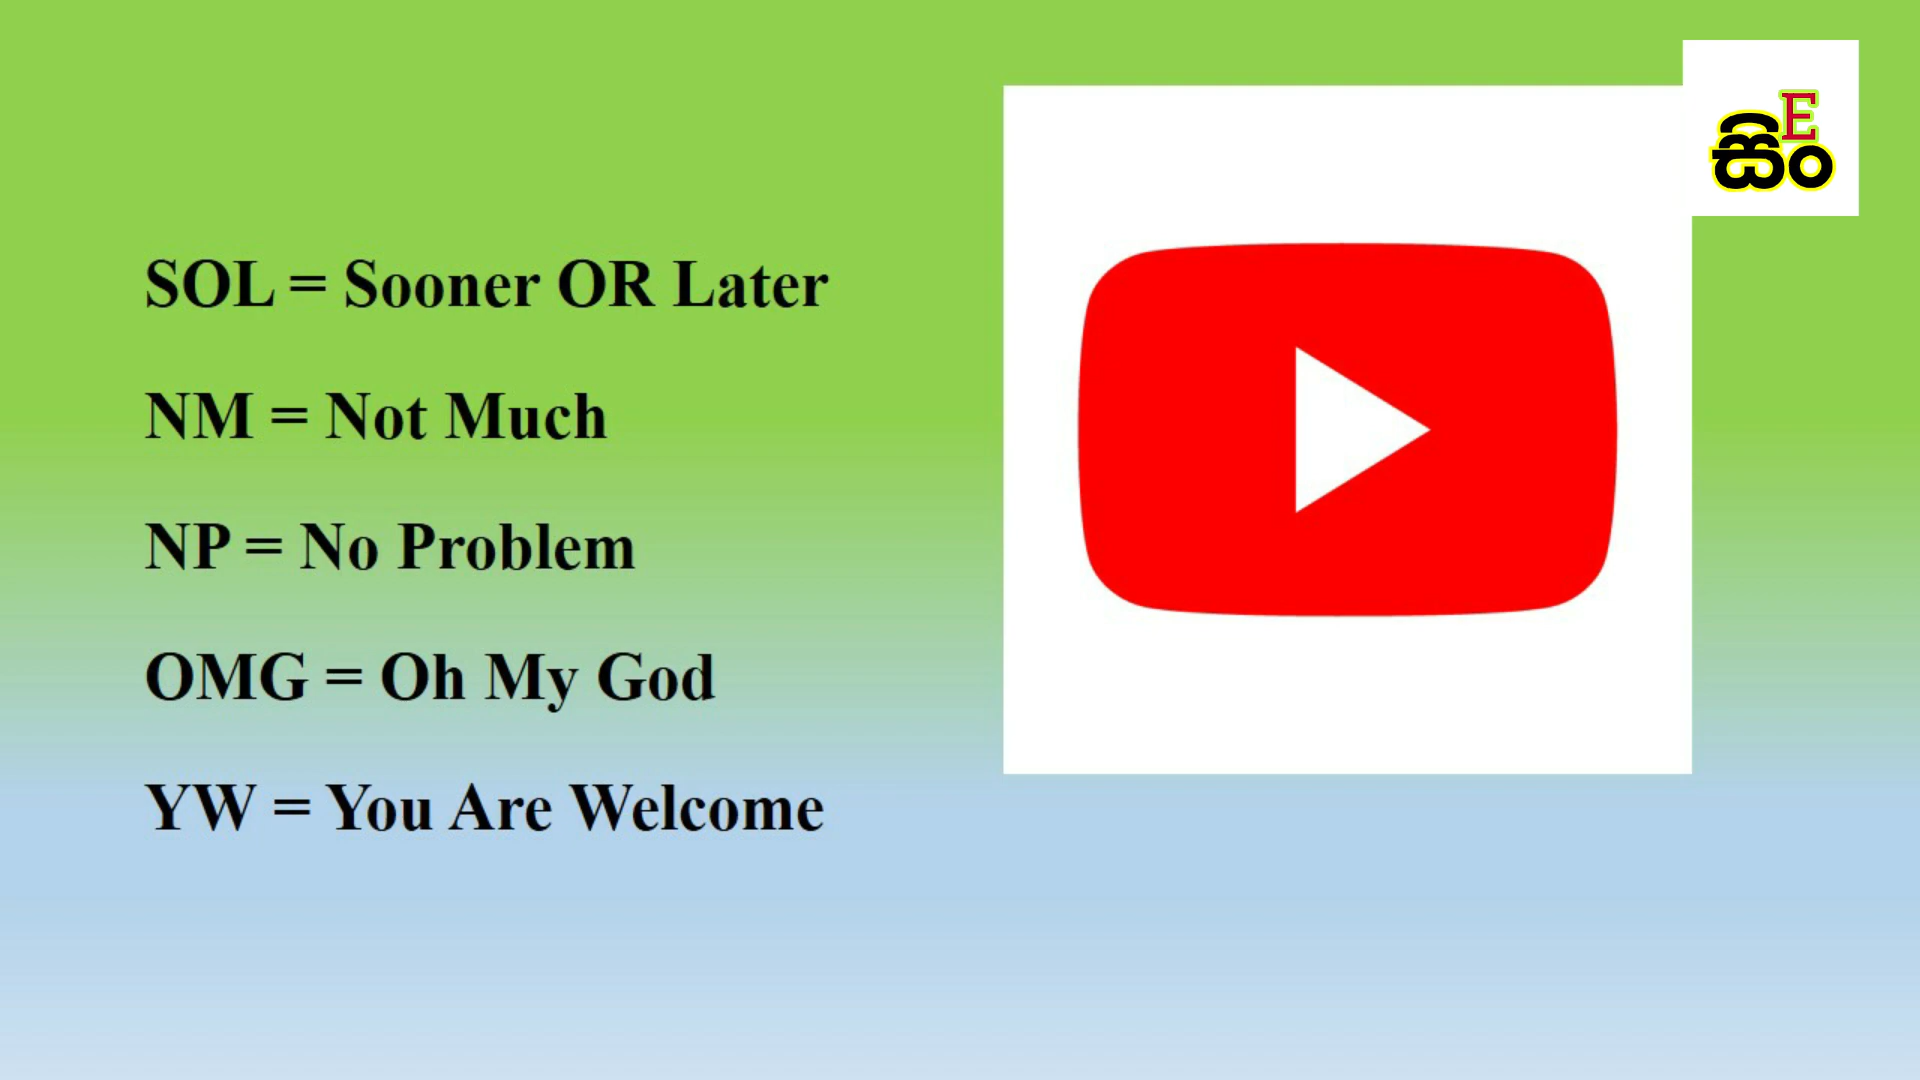 E
සිං
SOL = Sooner OR Later
NM = Not Much
NP = No Problem
OMG = Oh My God
YW = You Are Welcome